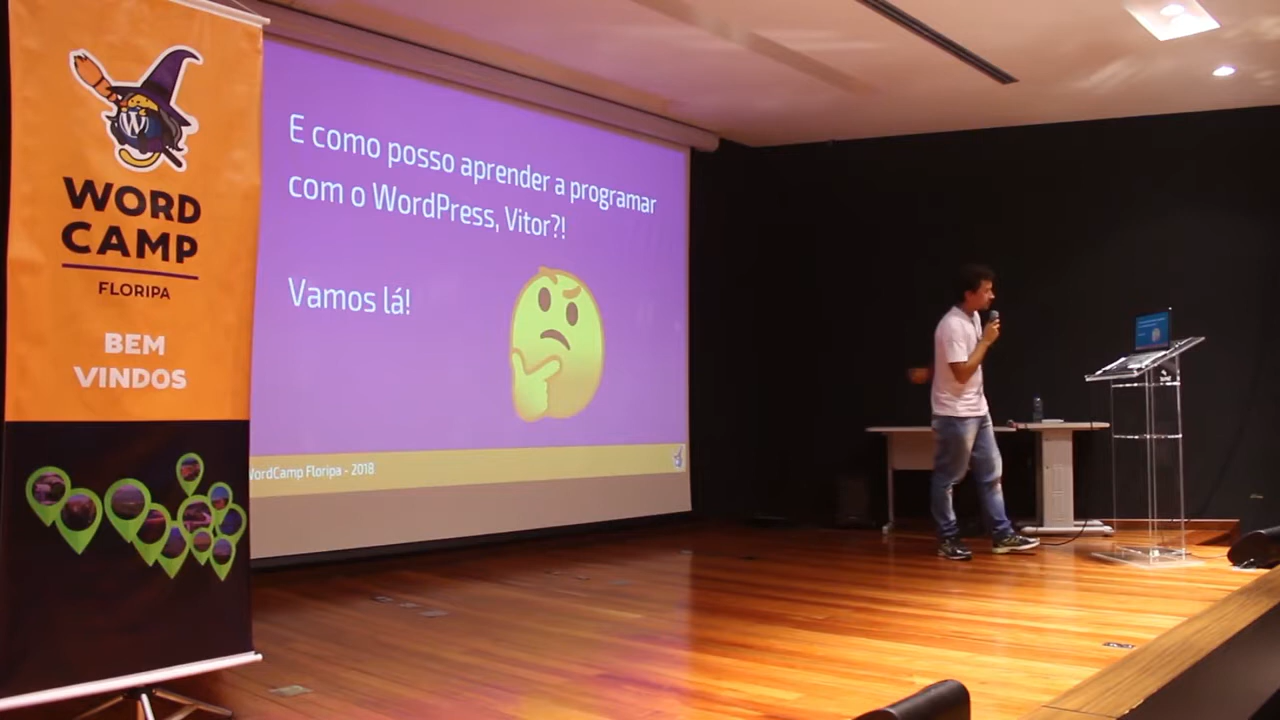 WORD
CAMP
FLORIPA
BEM
VINDOS
E como posso aprender a programar
com o WordPress, Vitor?!
Vamos lá!
WordCamp Floripa - 2018